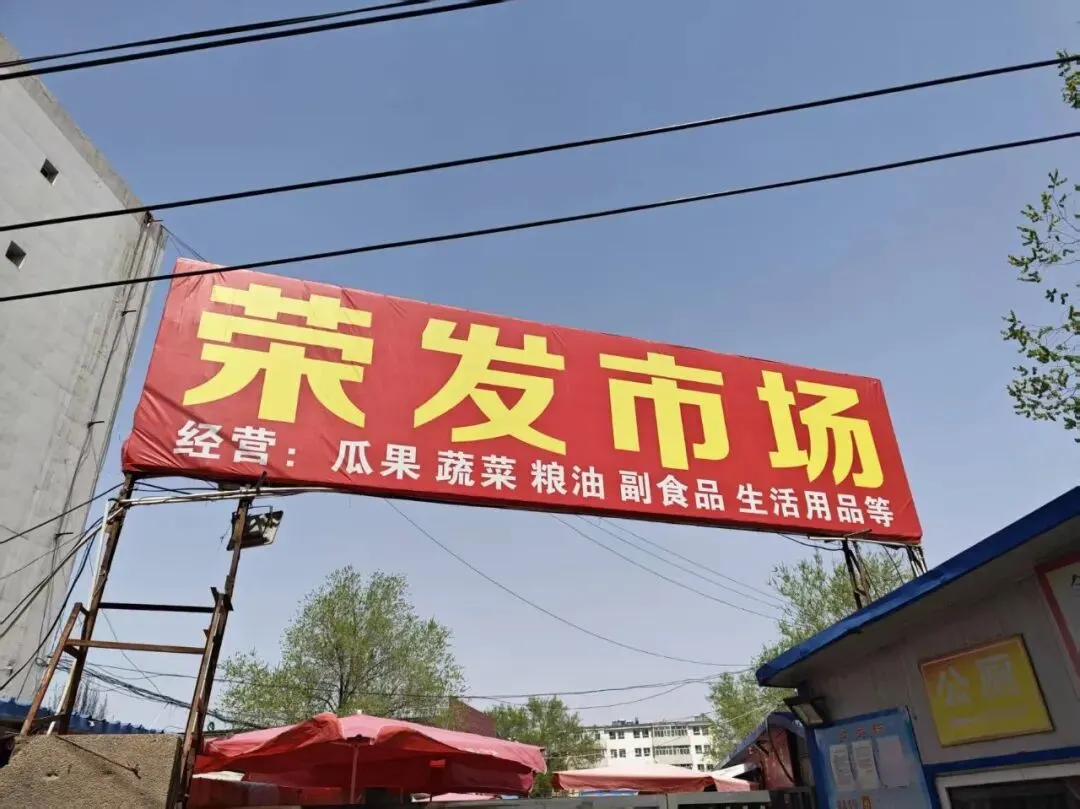 荣发市场
经营：瓜果 蔬菜 粮油 副食品 生活用品等
公厕